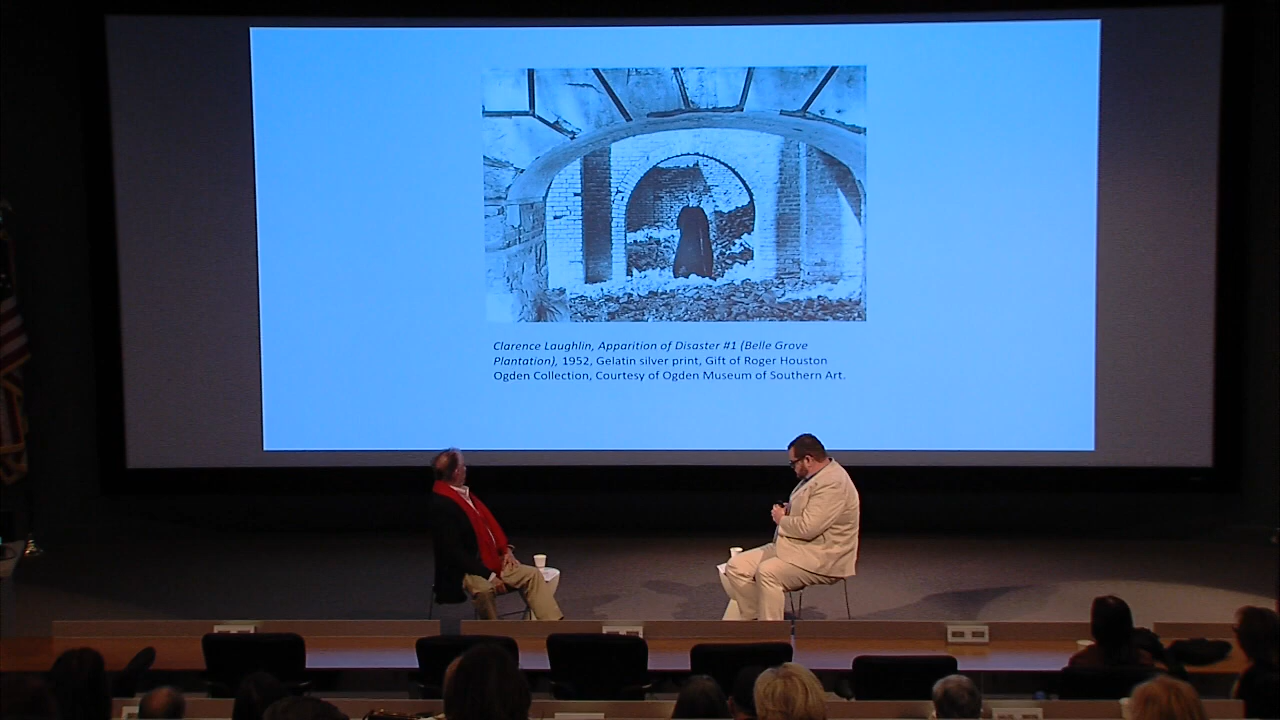 Clarence Laughlin, Apparition of Disaster #1 (Belle Grove
Plantation), 1952, Gelatin silver print, Gift of Roger Houston
Ogden Collection, Courtesy of Ogden Museum of Southern Art.